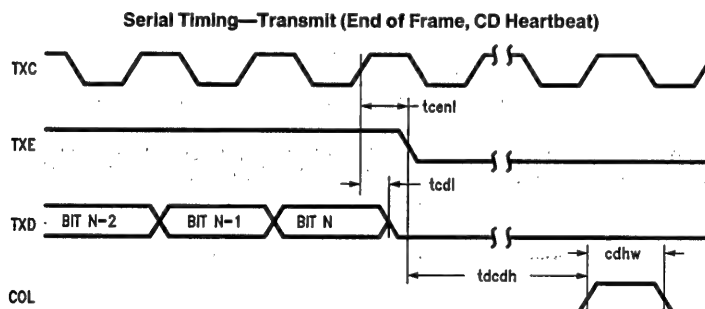 Serial Timing—Transmit (End of Frame, CD Heartbeat)
TXC
tcenl
TXE
tcdl
TXD
BIT N-2 BIT N-1 BIT N
cdhw
tdcdh
COL